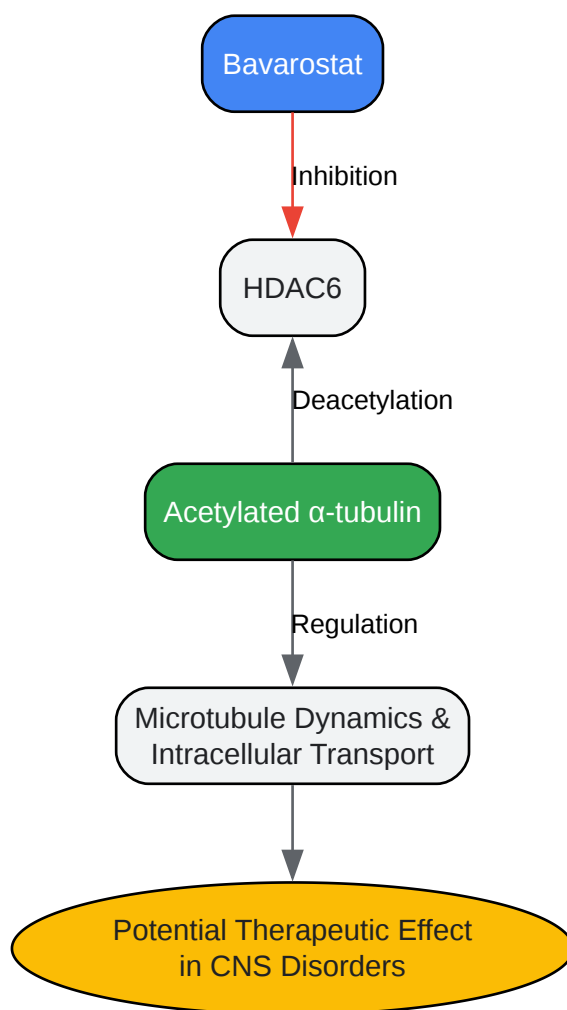 Bavarostat
Inhibition
HDAC6
Deacetylation
Acetylated α-tubulin
Regulation
Microtubule Dynamics &
Intracellular Transport
Potential Therapeutic Effect
in CNS Disorders